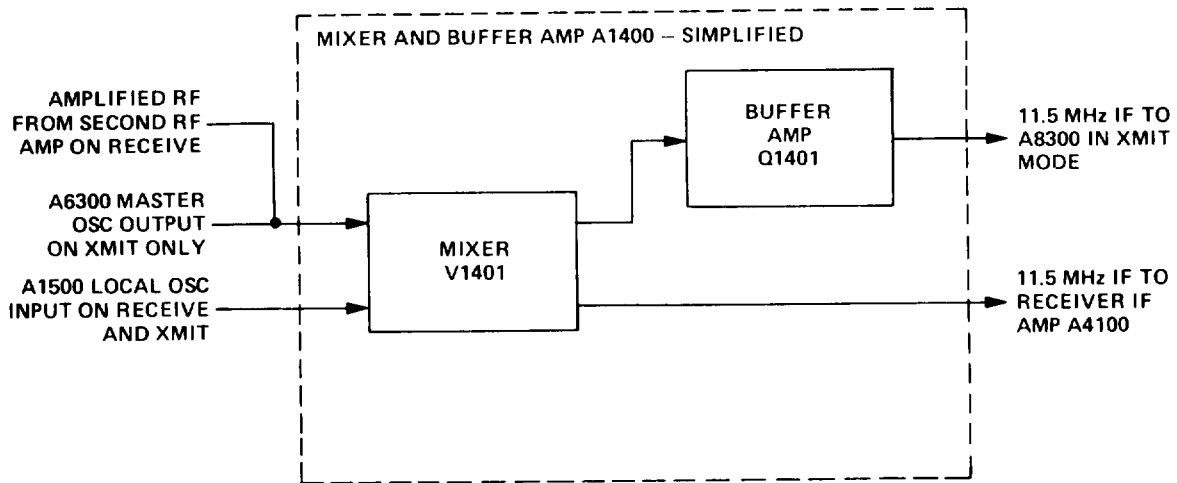 MIXER AND BUFFER AMP A1400 – SIMPLIFIED
AMPLIFIED RF
FROM SECOND RF
AMP ON RECEIVE
A6300 MASTER
OSC OUTPUT
ON XMIT ONLY
A1500 LOCAL OSC
INPUT ON RECEIVE
AND XMIT
MIXER
V1401
BUFFER
AMP
Q1401
11.5 MHz IF TO
A8300 IN XMIT
MODE
11.5 MHz IF TO
RECEIVER IF
AMP A4100